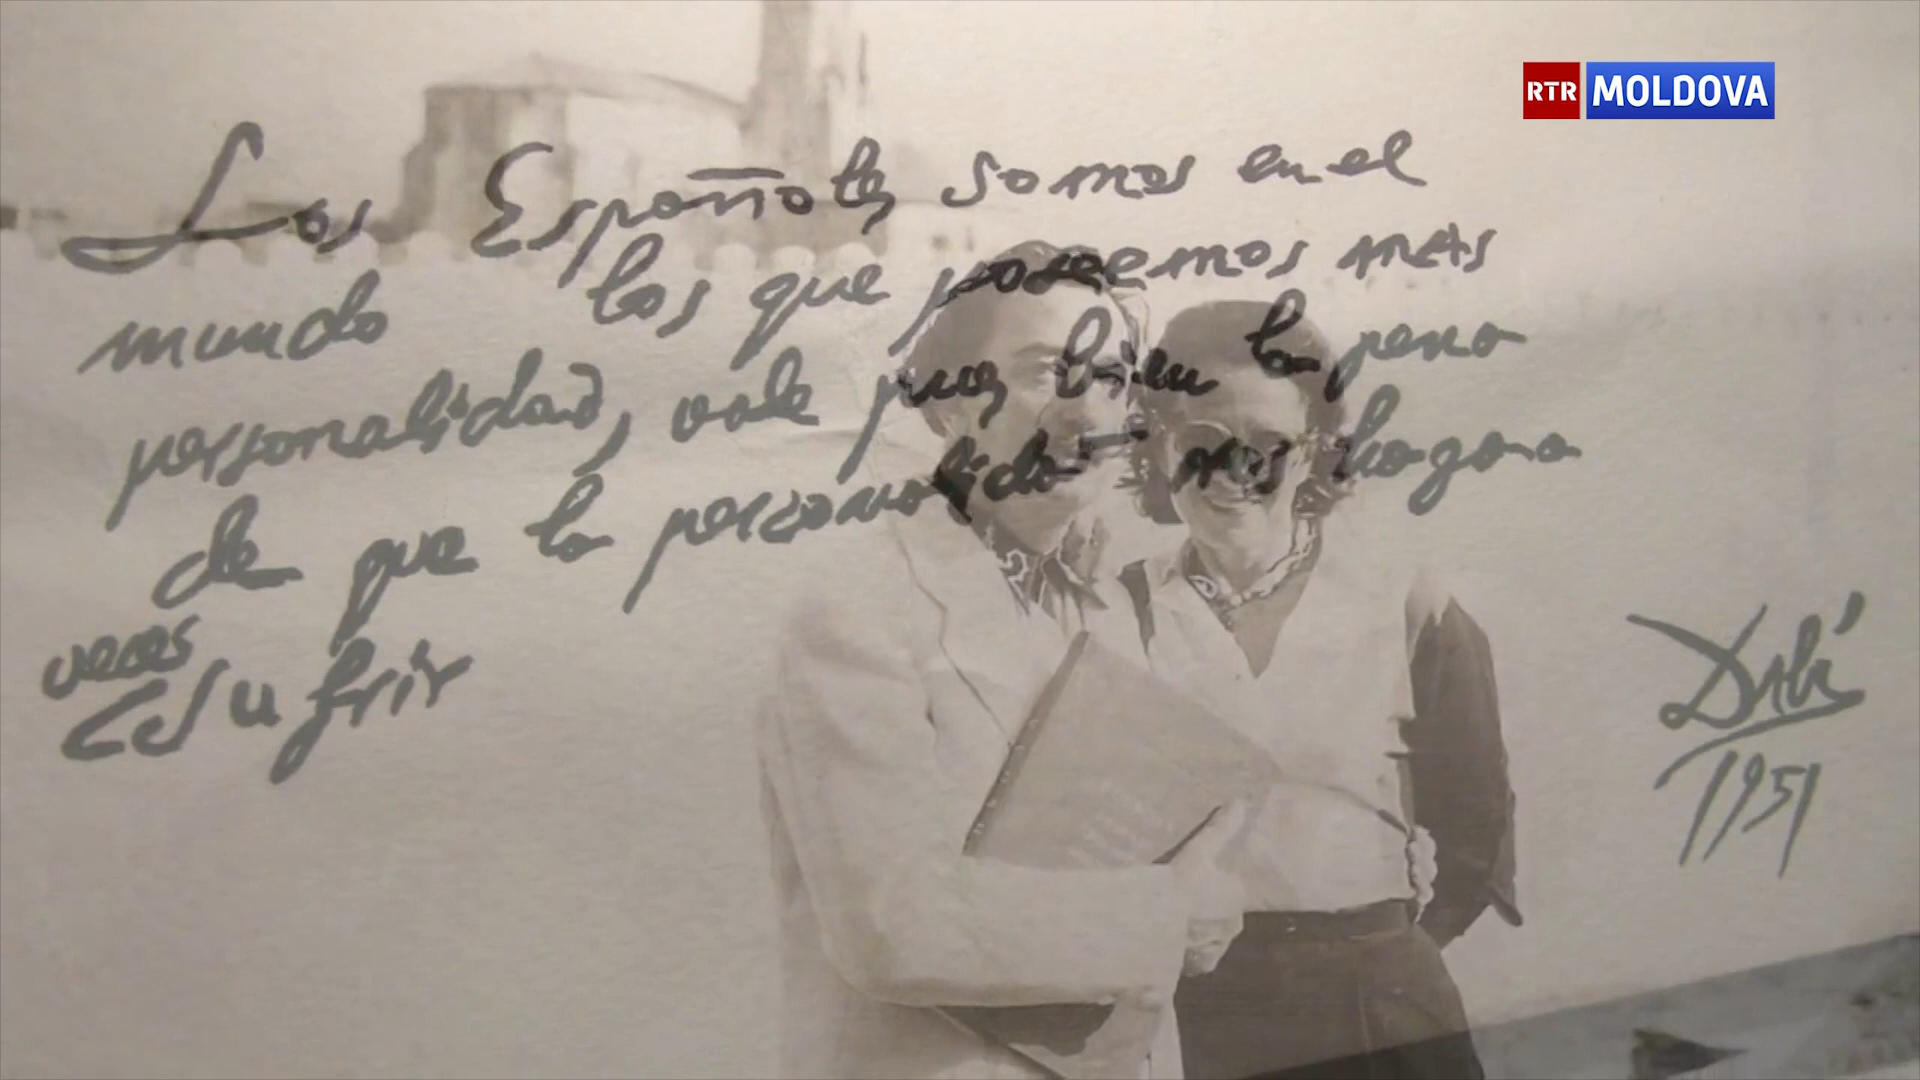 RTR MOLDOVA
Los Españoles somos en el
mundo los que poseemos mas
personalidad, vale pues bien la pena
de que la personalidad nos hagan a
veces
sufrir
Dalí
1951